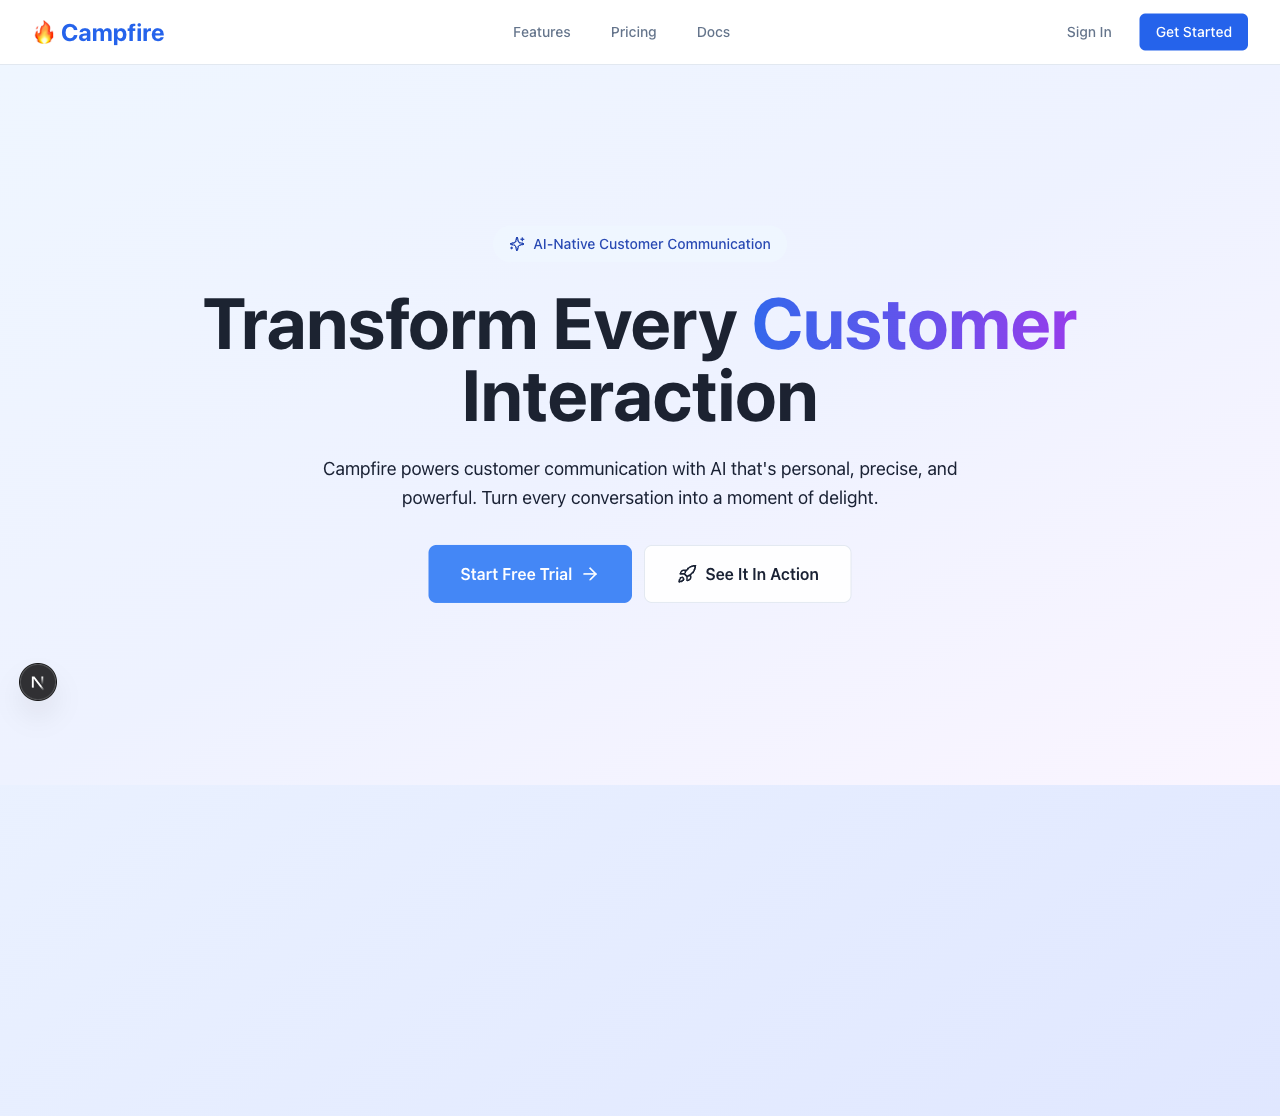 🔥 Campfire
Features
Pricing
Docs
Sign In
Get Started
AI-Native Customer Communication
Transform Every Customer
Interaction
Campfire powers customer communication with AI that's personal, precise, and
powerful. Turn every conversation into a moment of delight.
Start Free Trial
See It In Action
N